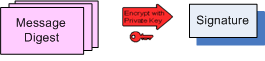 Message
Digest
Encrypt with
Private Key
Signature